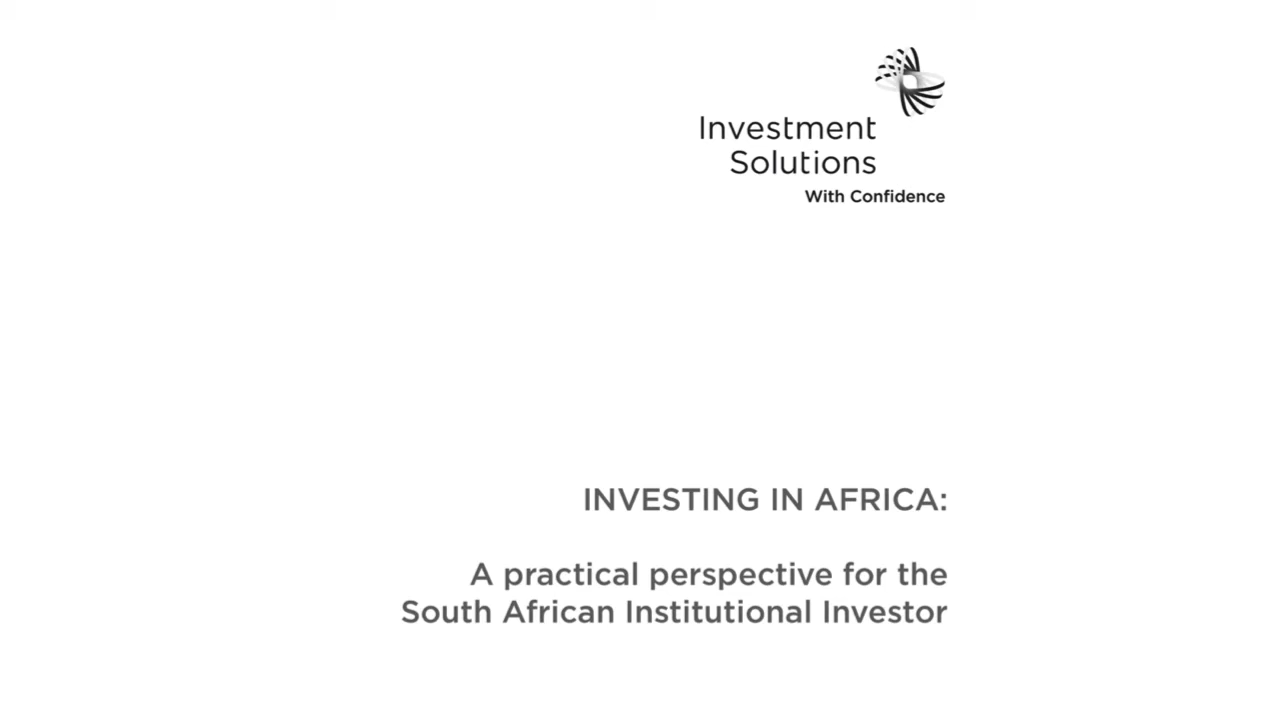 Investment
Solutions
With Confidence
INVESTING IN AFRICA:
A practical perspective for the
South African Institutional Investor